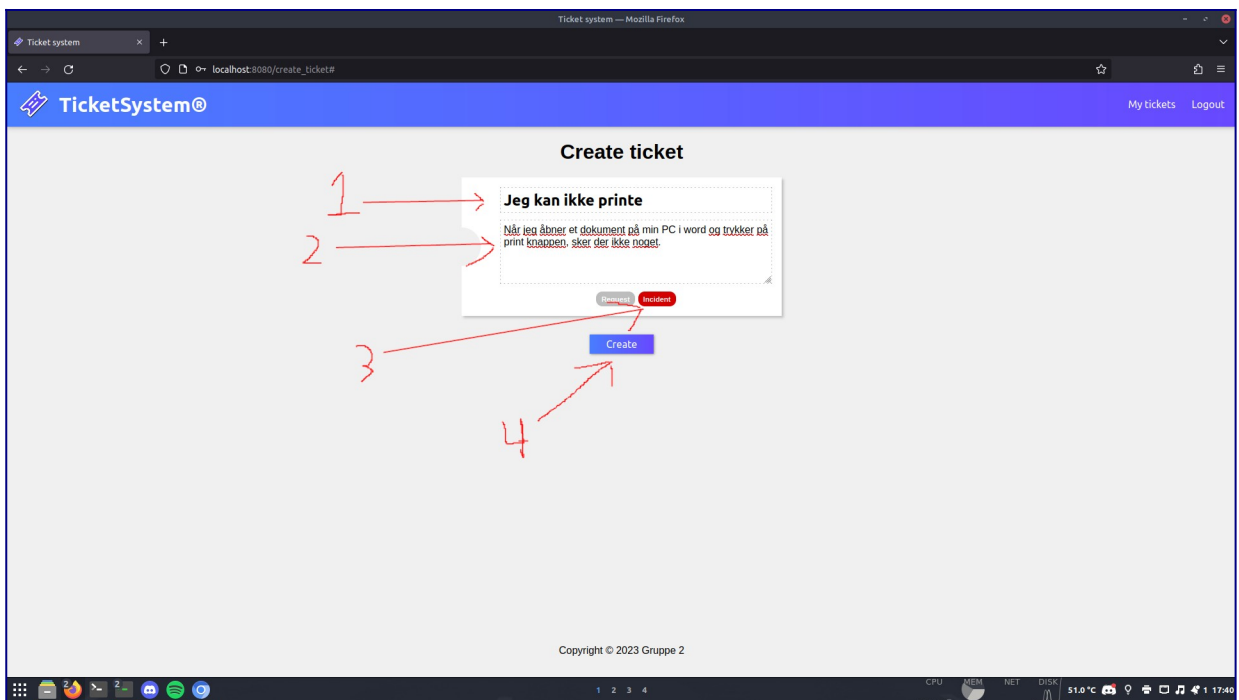 Ticket system — Mozilla Firefox
Ticket system
localhost:8080/create_ticket#
TicketSystem®
My tickets Logout
Create ticket
1
Jeg kan ikke printe
2
Når jeg åbner et dokument på min PC i word og trykker på
print knappen, sker der ikke noget.
Request Incident
3
Create
4
Copyright © 2023 Gruppe 2
2 2
1 2 3 4
CPU MEM NET DISK
51.0°C 1 17:40